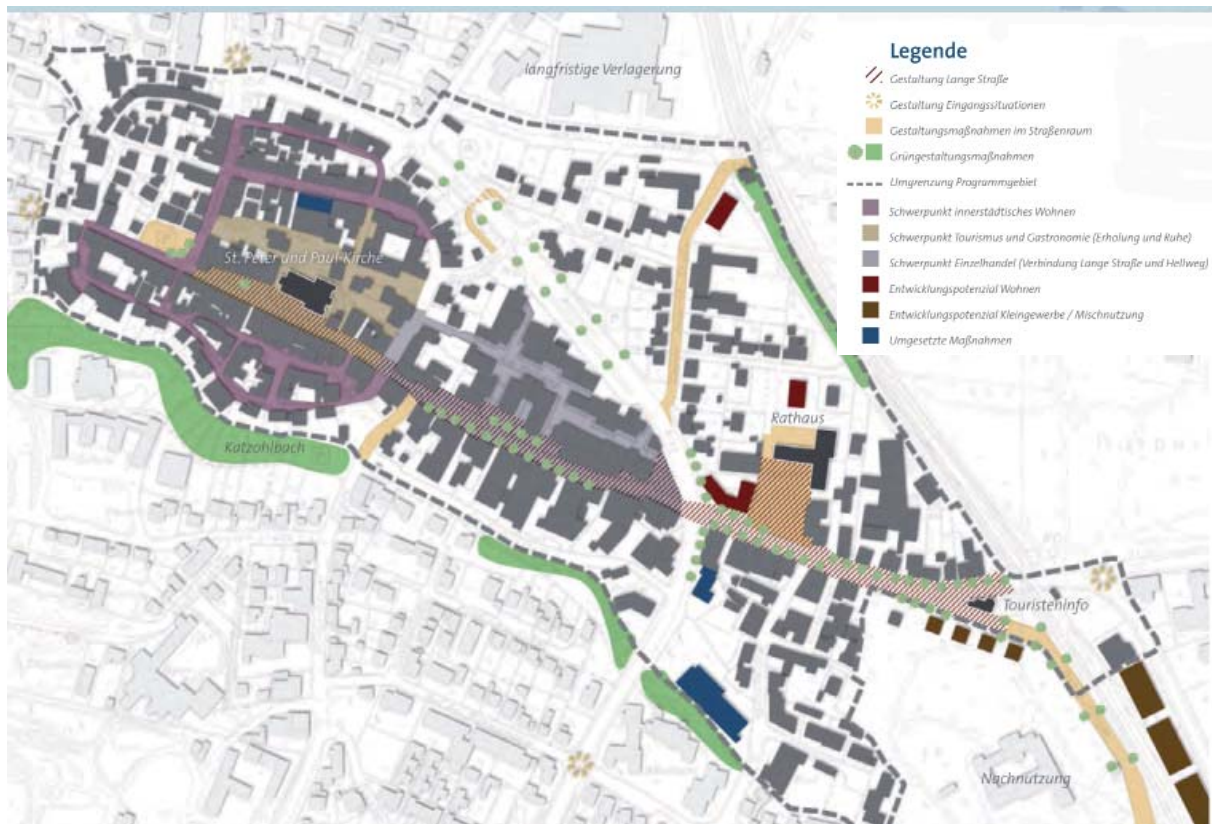 Legende
Gestaltung Lange Straße
Gestaltung Eingangssituationen
Gestaltungsmaßnahmen im Straßenraum
Grüngestaltungsmaßnahmen
Umgrenzung Programmgebiet
Schwerpunkt innerstädtisches Wohnen
Schwerpunkt Tourismus und Gastronomie (Erholung und Ruhe)
Schwerpunkt Einzelhandel (Verbindung Lange Straße und Hellweg)
Entwicklungspotenzial Wohnen
Entwicklungspotenzial Kleingewerbe / Mischnutzung
Umgesetzte Maßnahmen
langfristige Verlagerung
St. Peter und Paul-Kirche
Katzohlbach
Rathaus
Touristeninfo
Nachnutzung